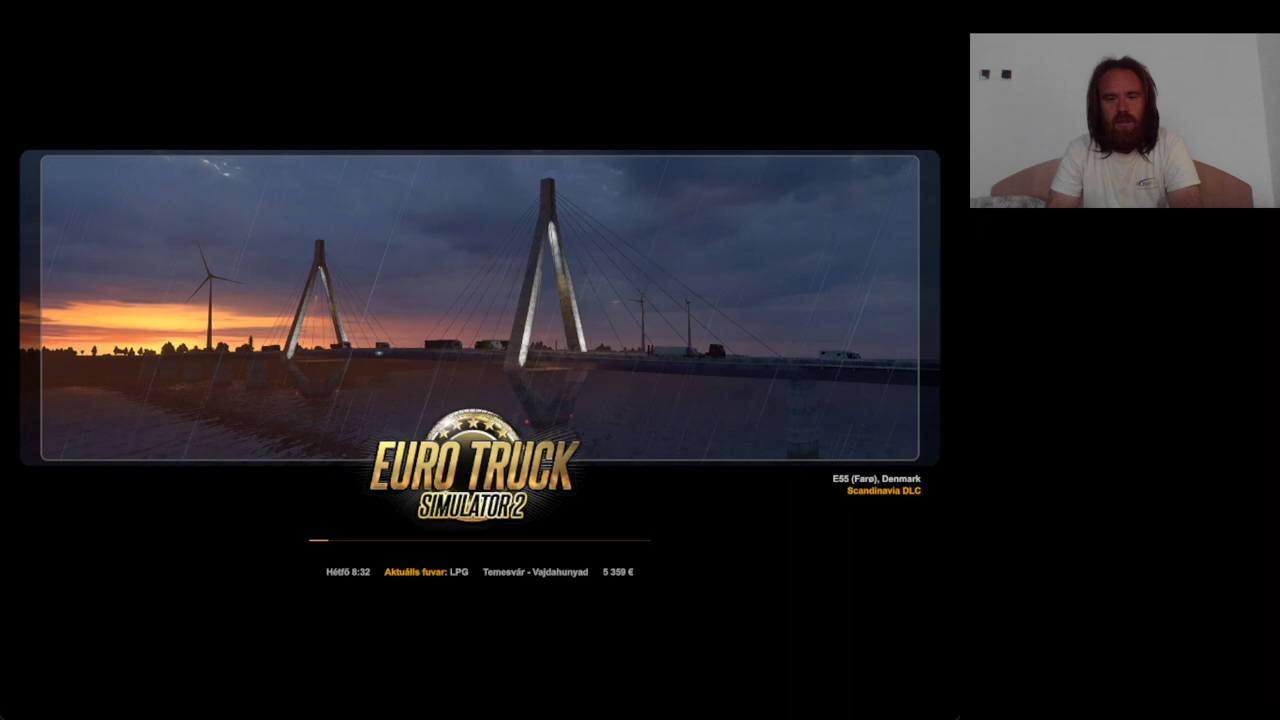 EURO TRUCK
SIMULATOR 2
E55 (Farø), Denmark
Scandinavia DLC
Hétfő 8:32 Aktuális fuvar: LPG Temesvár - Vajdahunyad 5 359 €